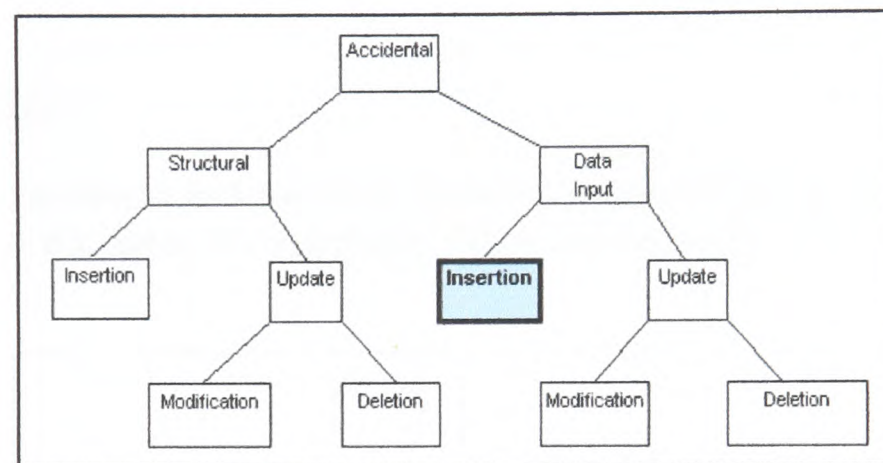 Accidental
Structural
Data
Input
Insertion
Update
Insertion
Update
Modification
Deletion
Modification
Deletion